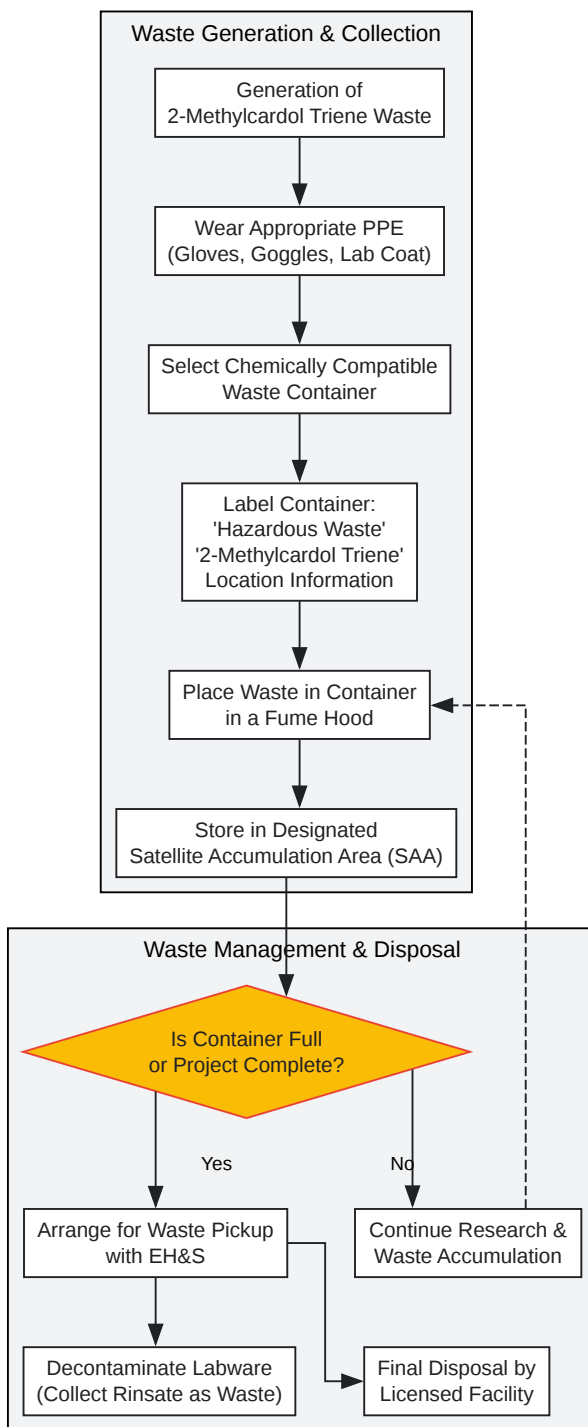 Waste Generation & Collection
Generation of
2-Methylcardol Triene Waste
Wear Appropriate PPE
(Gloves, Goggles, Lab Coat)
Select Chemically Compatible
Waste Container
Label Container:
'Hazardous Waste'
'2-Methylcardol Triene'
Location Information
Place Waste in Container
in a Fume Hood
Store in Designated
Satellite Accumulation Area (SAA)
Waste Management & Disposal
Is Container Full
or Project Complete?
Yes
No
Arrange for Waste Pickup
with EH&S
Continue Research &
Waste Accumulation
Decontaminate Labware
(Collect Rinsate as Waste)
Final Disposal by
Licensed Facility